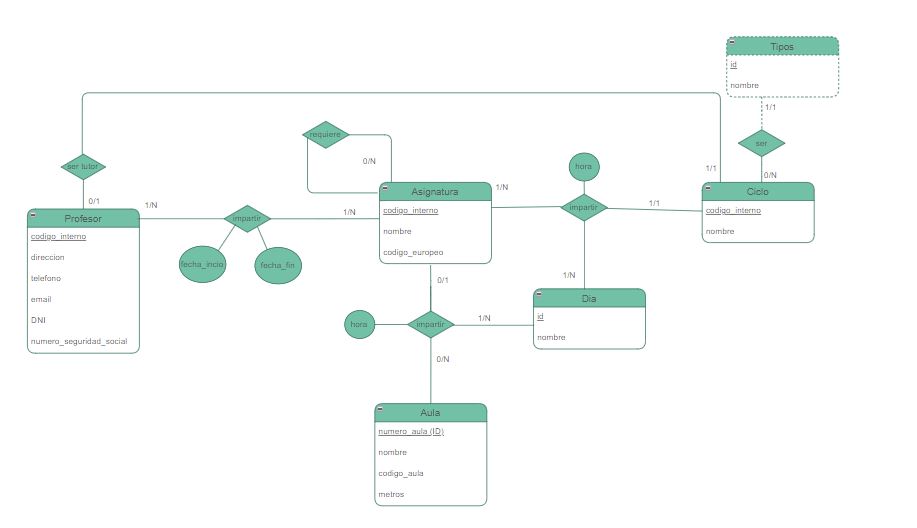 Tipos
id
nombre
1/1
ser
0/N
ser tutor
0/1
requiere
0/N
hora
1/1
Profesor
codigo_interno
direccion
telefono
email
DNI
numero_seguridad_social
1/N
impartir
1/N
fecha_incio
fecha_fin
Asignatura
codigo_interno
nombre
codigo_europeo
1/N
impartir
1/1
Ciclo
codigo_interno
nombre
1/N
Dia
id
nombre
0/1
hora
impartir
1/N
0/N
Aula
numero_aula (ID)
nombre
codigo_aula
metros